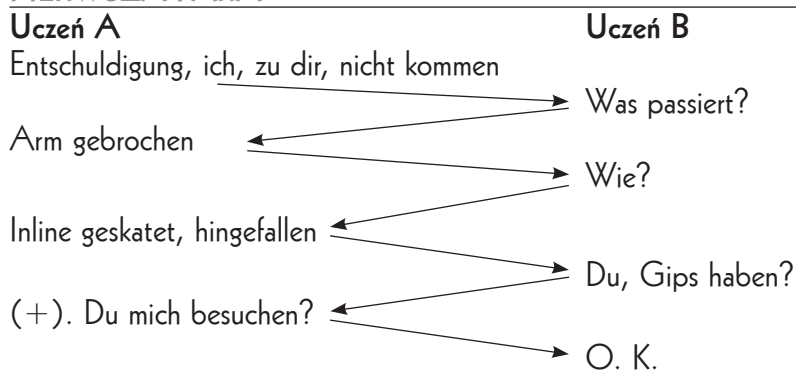 Uczeń A
Uczeń B
Entschuldigung, ich, zu dir, nicht kommen
Was passiert?
Arm gebrochen
Wie?
Inline geskatet, hingefallen
Du, Gips haben?
(+). Du mich besuchen?
O. K.